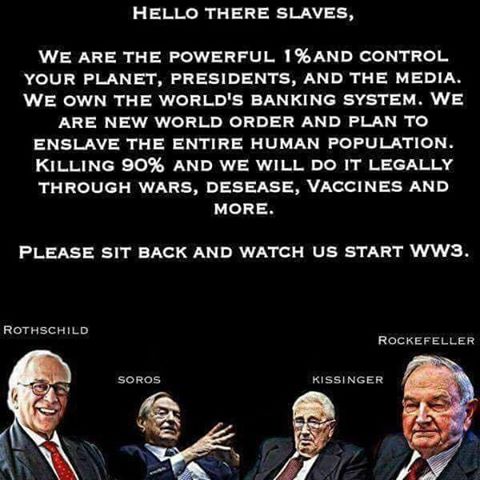 HELLO THERE SLAVES,
WE ARE THE POWERFUL 1%AND CONTROL
YOUR PLANET, PRESIDENTS, AND THE MEDIA.
WE OWN THE WORLD'S BANKING SYSTEM. WE
ARE NEW WORLD ORDER AND PLAN TO
ENSLAVE THE ENTIRE HUMAN POPULATION.
KILLING 90% AND WE WILL DO IT LEGALLY
THROUGH WARS, DESEASE, VACCINES AND
MORE.
PLEASE SIT BACK AND WATCH US START WW3.
ROTHSCHILD
SOROS
KISSINGER
ROCKEFELLER